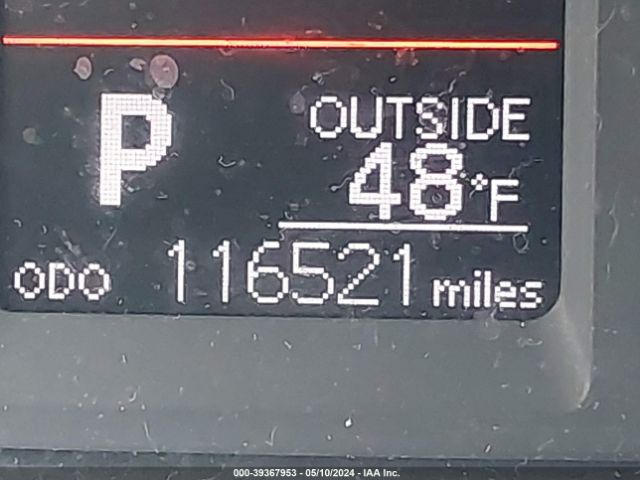 P
OUTSIDE
48°F
ODO 116521 miles
000-39367953 - 05/10/2024 - IAA Inc.